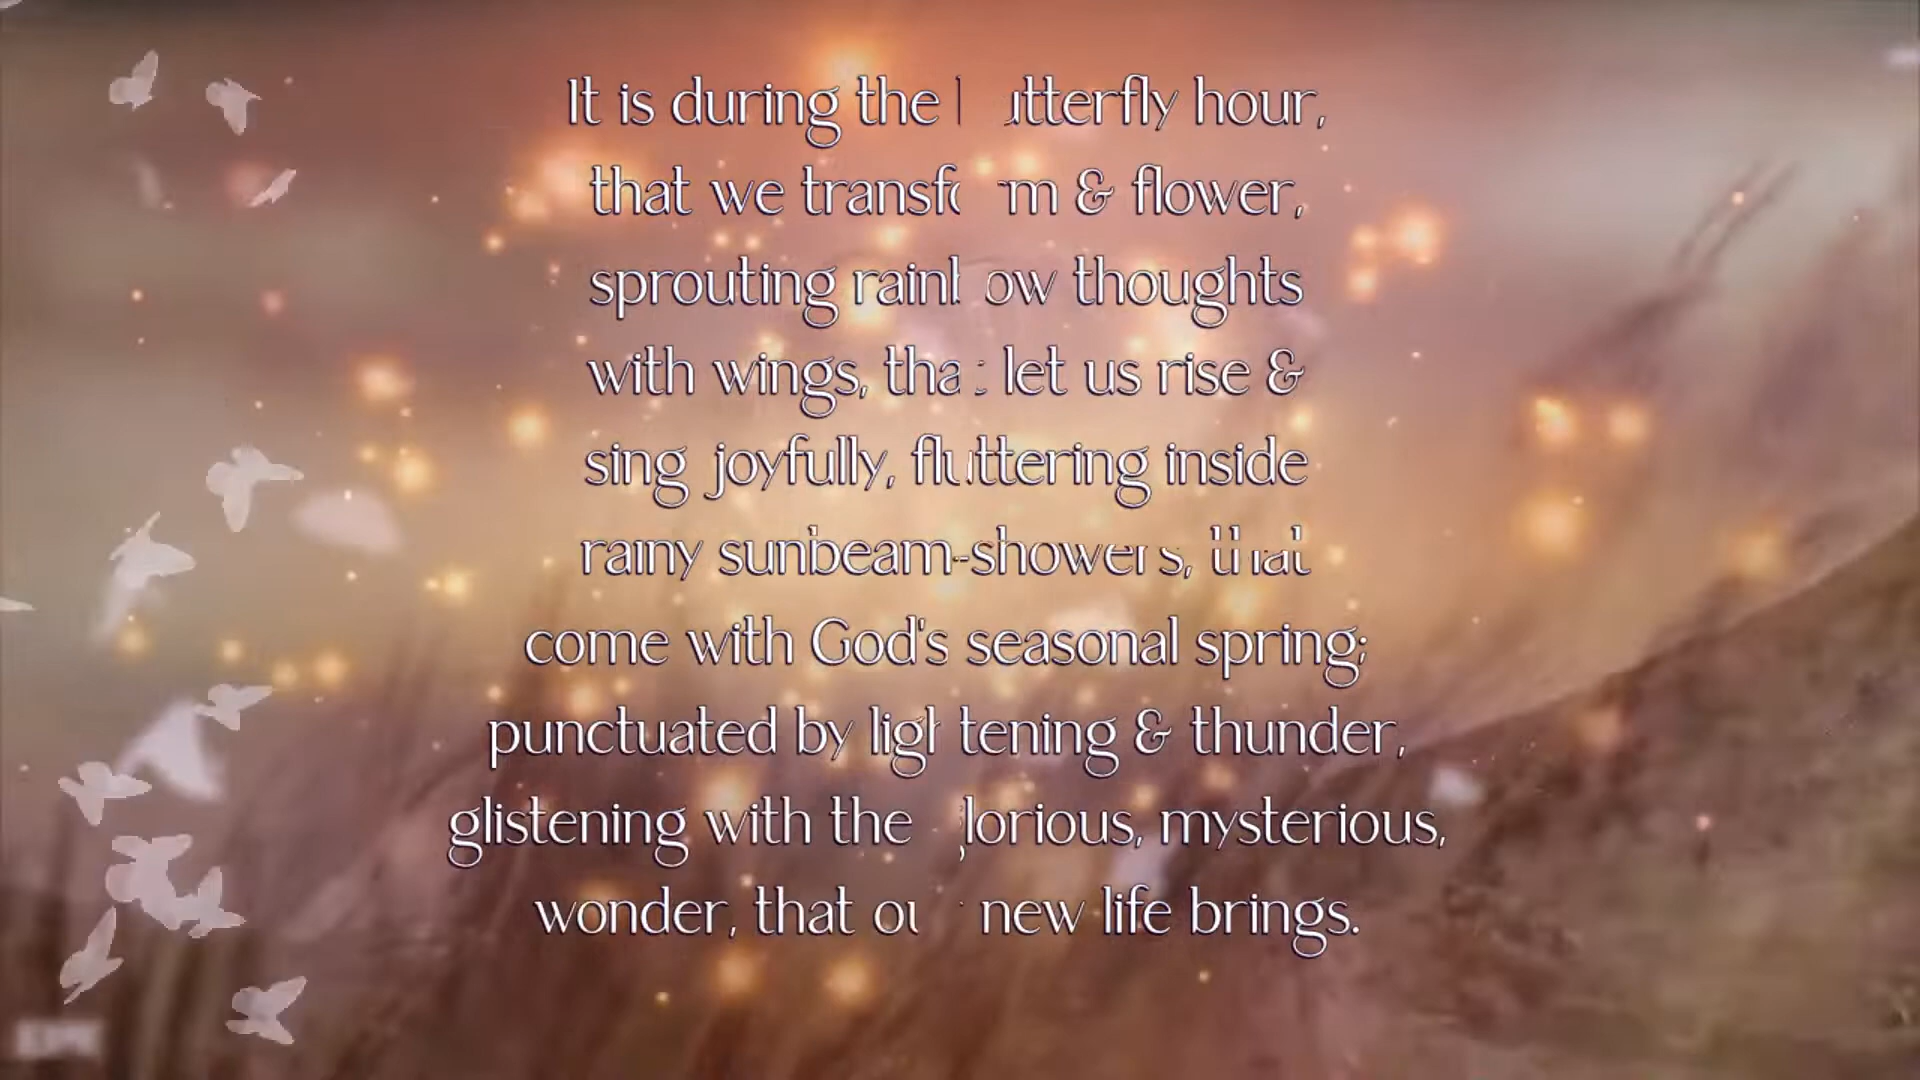 It is during the butterfly hour,
that we transform & flower,
sprouting rainbow thoughts
with wings, that let us rise &
sing joyfully, fluttering inside
rainy sunbeam-showers, that
come with God's seasonal spring;
punctuated by lightening & thunder,
glistening with the glorious, mysterious,
wonder, that our new life brings.